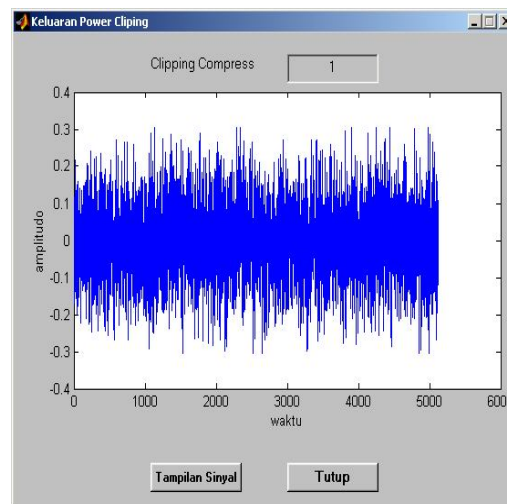 Keluaran Power Cliping
Clipping Compress 1
0.4
0.3
0.2
0.1
0
-0.1
-0.2
-0.3
-0.4
amplitudo
0 1000 2000 3000 4000 5000 600
waktu
Tampilan Sinyal Tutup